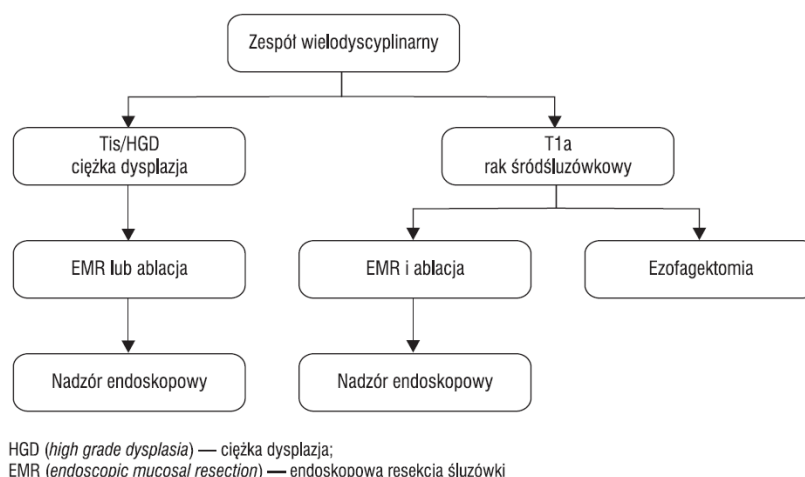 Zespół wielodyscyplinarny
Tis/HGD
ciężka dysplazja
T1a
rak śródśluzówkowy
EMR lub ablacja
EMR i ablacja
Ezofagektomia
Nadzór endoskopowy
Nadzór endoskopowy
HGD (high grade dysplasia) — ciężka dysplazja;
EMR (endoscopic mucosal resection) — endoskopowa resekcja śluzówki